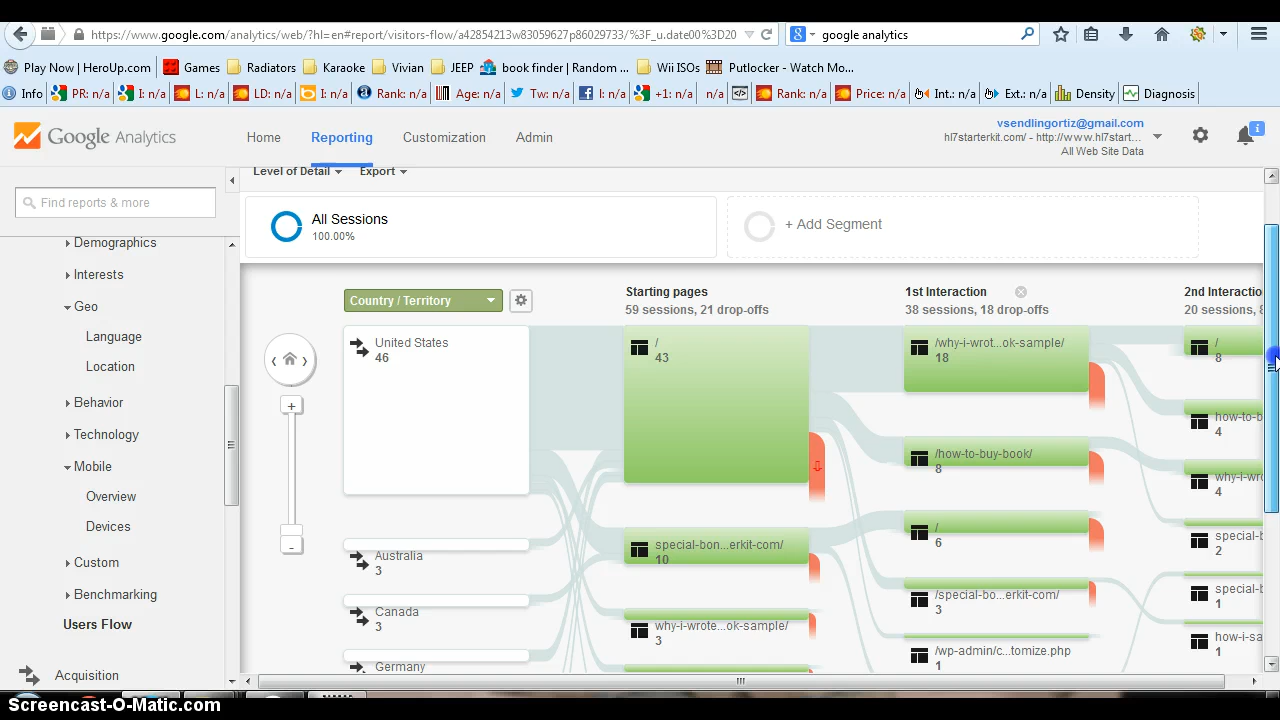 https://www.google.com/analytics/web/?hl=en#report/visitors-flow/a42854213w83059627p86029733/%3F_u.date00%3D20
google analytics
Play Now | HeroUp.com Games Radiators Karaoke Vivian JEEP book finder | Random ... Wii ISOs Putlocker - Watch Mo...
Info PR: n/a I: n/a L: n/a LD: n/a I: n/a Rank: n/a Age: n/a Tw: n/a I: n/a +1: n/a n/a Rank: n/a Price: n/a Int.: n/a Ext.: n/a Density Diagnosis
Google Analytics
Home Reporting Customization Admin
vsendlingortiz@gmail.com
hl7starterkit.com/ - http://www.hl7start...
All Web Site Data
Find reports & more
Demographics
Interests
Geo
Language
Location
Behavior
Technology
Mobile
Overview
Devices
Custom
Benchmarking
Users Flow
Acquisition
Level of Detail Export
All Sessions
100.00%
+ Add Segment
Country / Territory
United States
46
Australia
3
Canada
3
Germany
Starting pages
59 sessions, 21 drop-offs
/
43
special-bon...erkit-com/
10
why-i-wrote...ok-sample/
3
1st Interaction
38 sessions, 18 drop-offs
/why-i-wrot...ok-sample/
18
/how-to-buy-book/
8
/
6
/special-bo...erkit-com/
3
/wp-admin/c...tomize.php
1
2nd Interactio
20 sessions, 8
/
8
how-to-b
4
why-i-wr
4
special-b
2
special-b
1
how-i-sa
1
Screencast-O-Matic.com